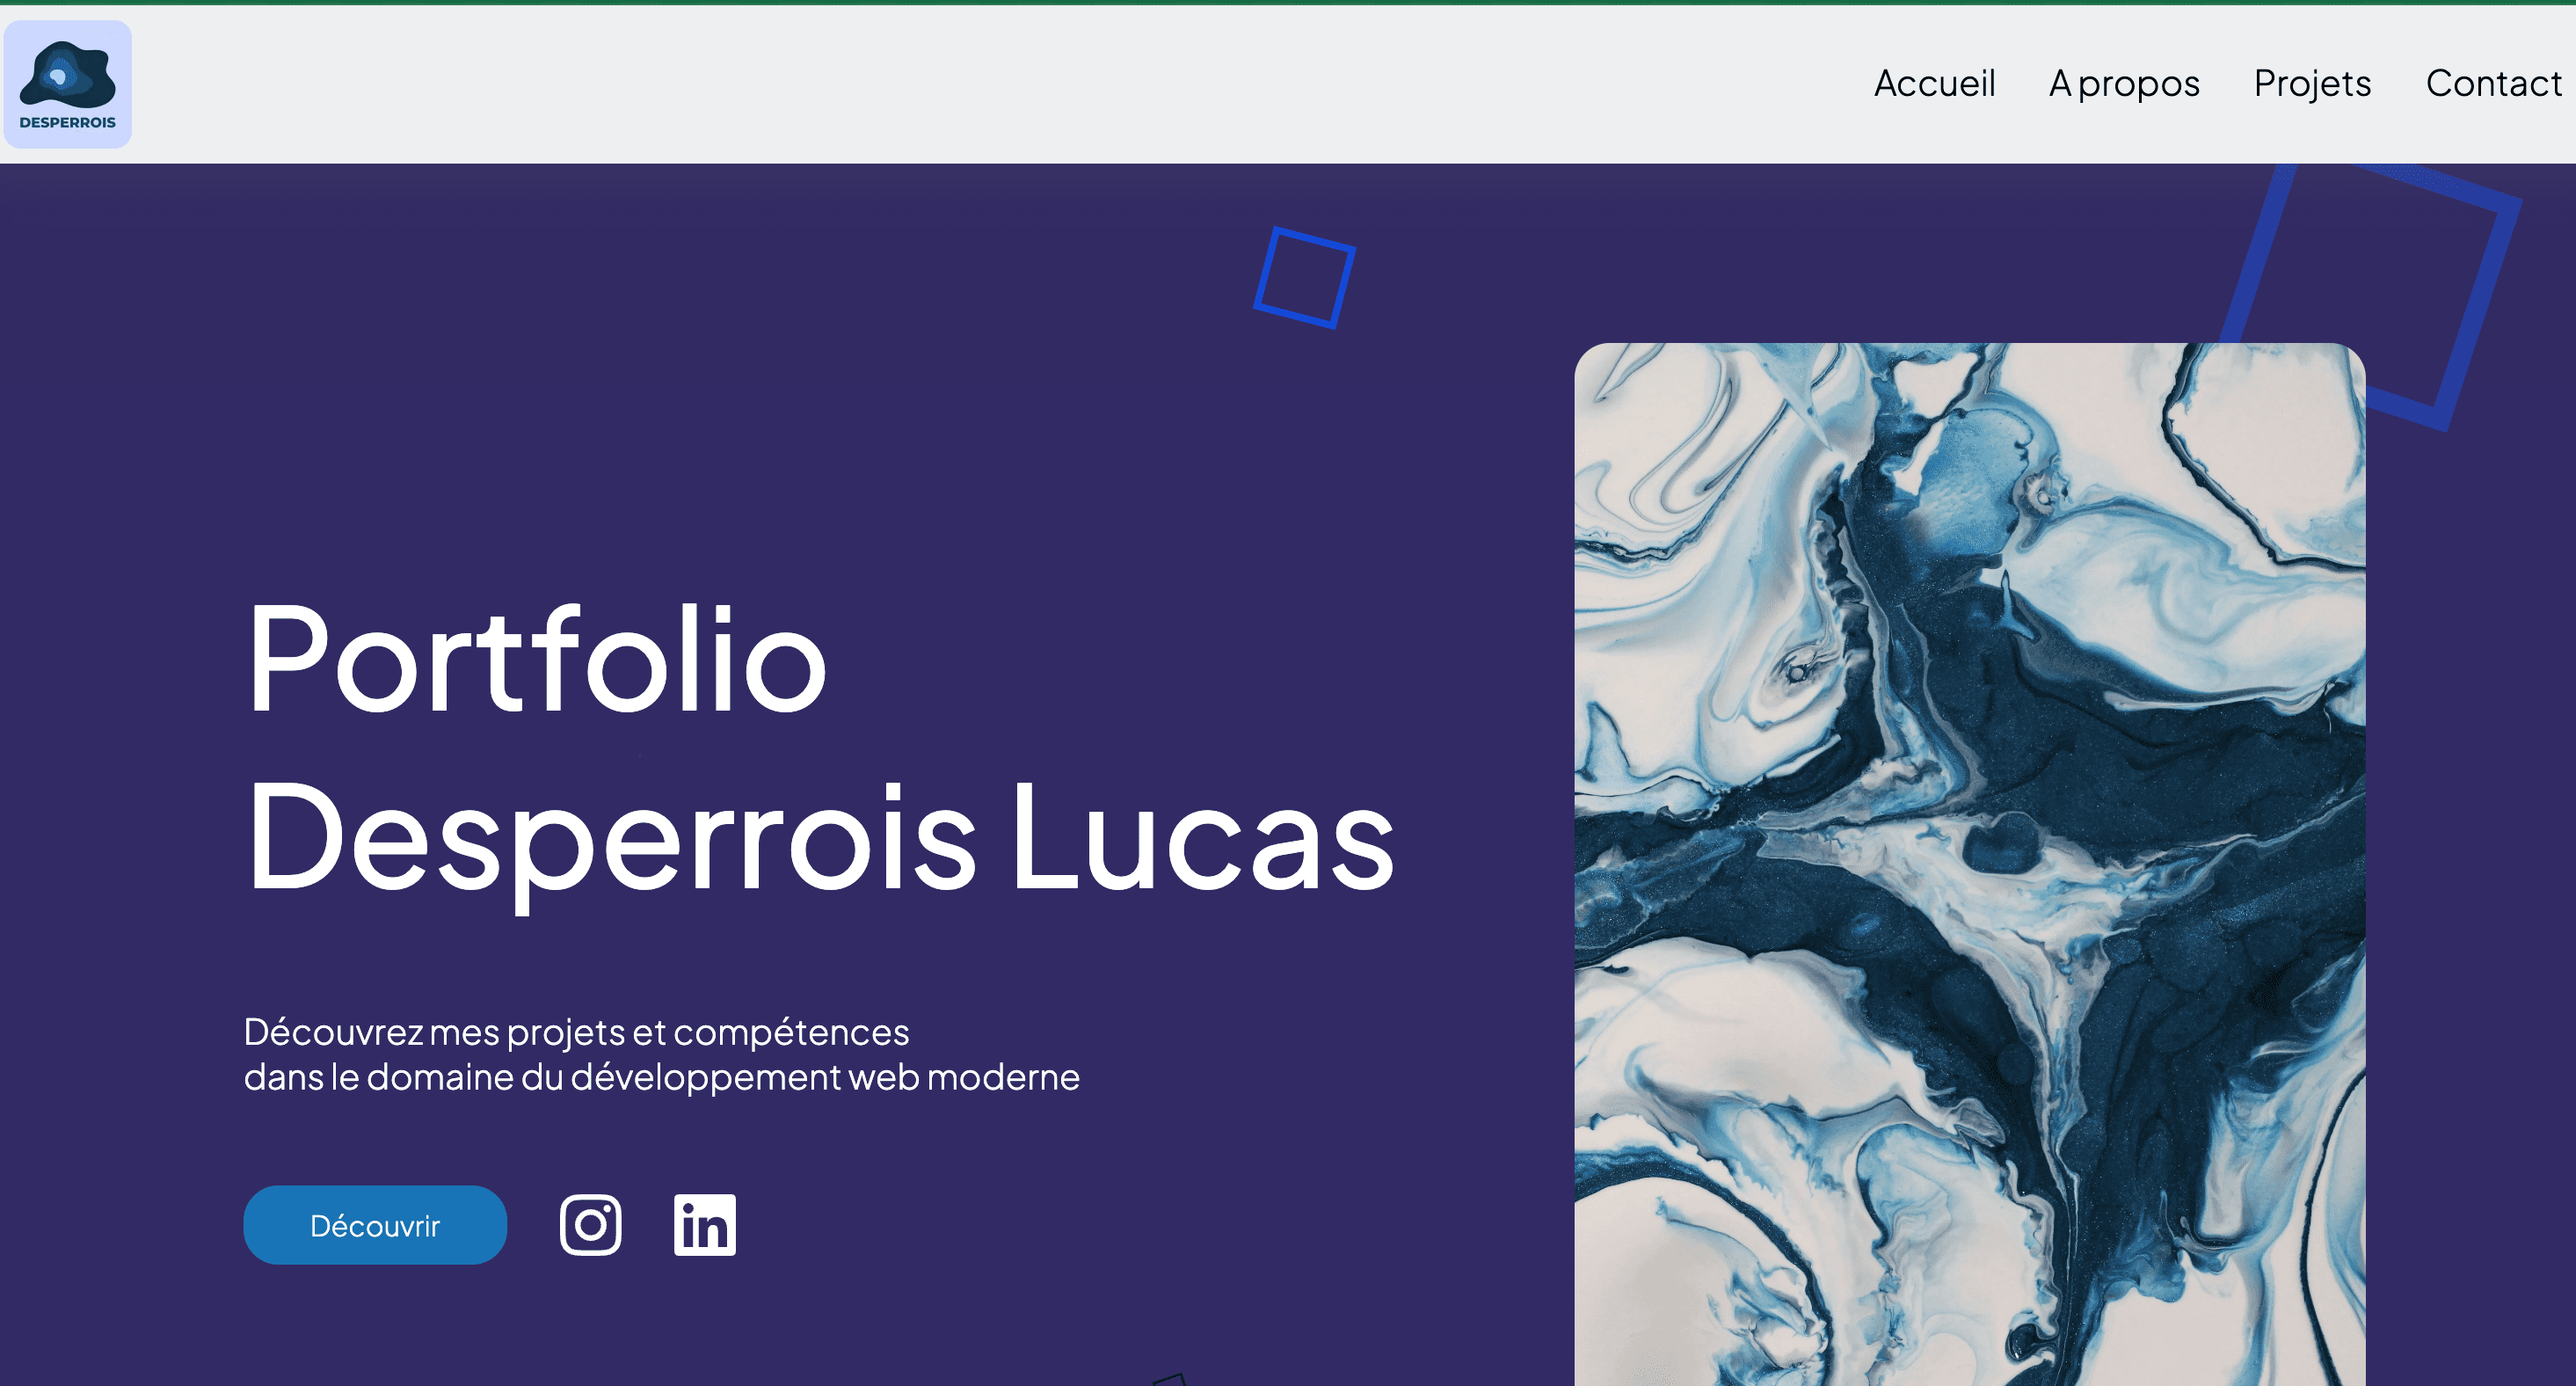 DESPERROIS
Accueil A propos Projets Contact
Portfolio
Desperrois Lucas
Découvrez mes projets et compétences
dans le domaine du développement web moderne
Découvrir
in